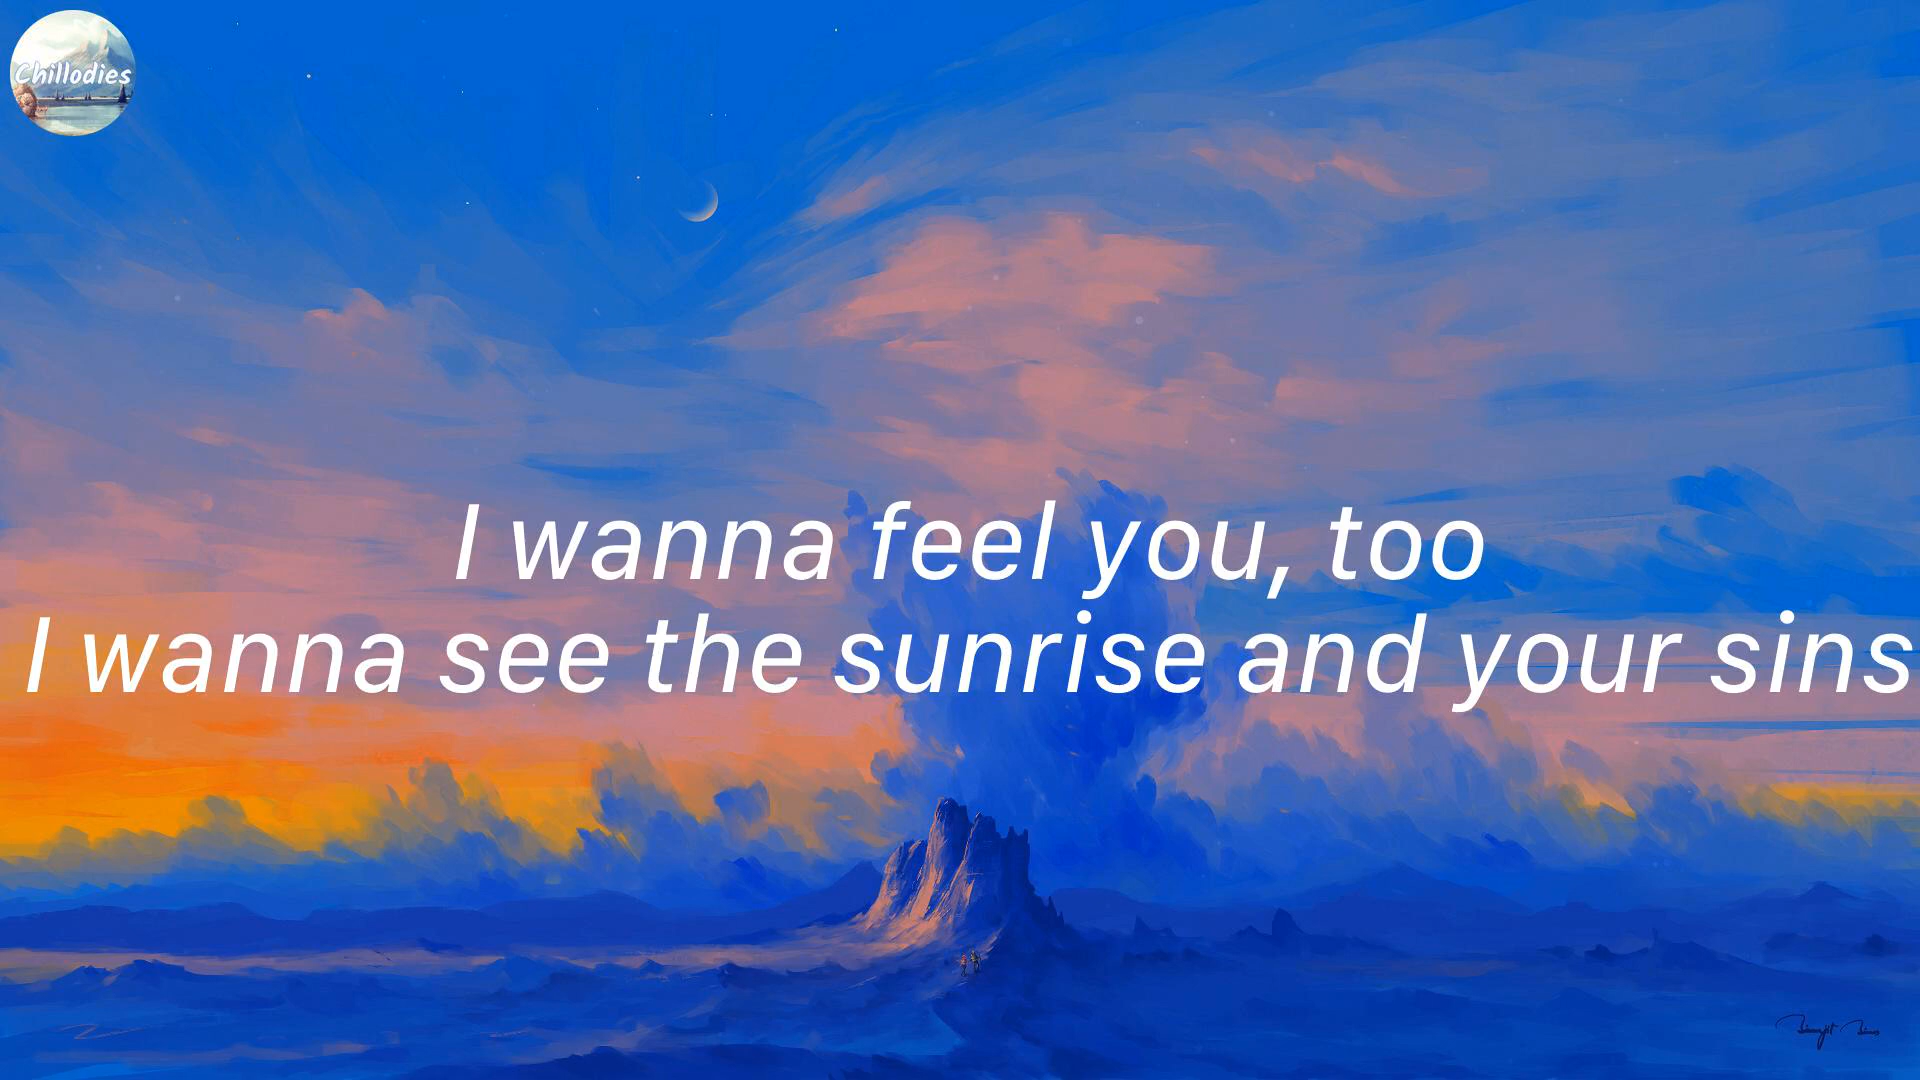 Chillodies
I wanna feel you, too
I wanna see the sunrise and your sins